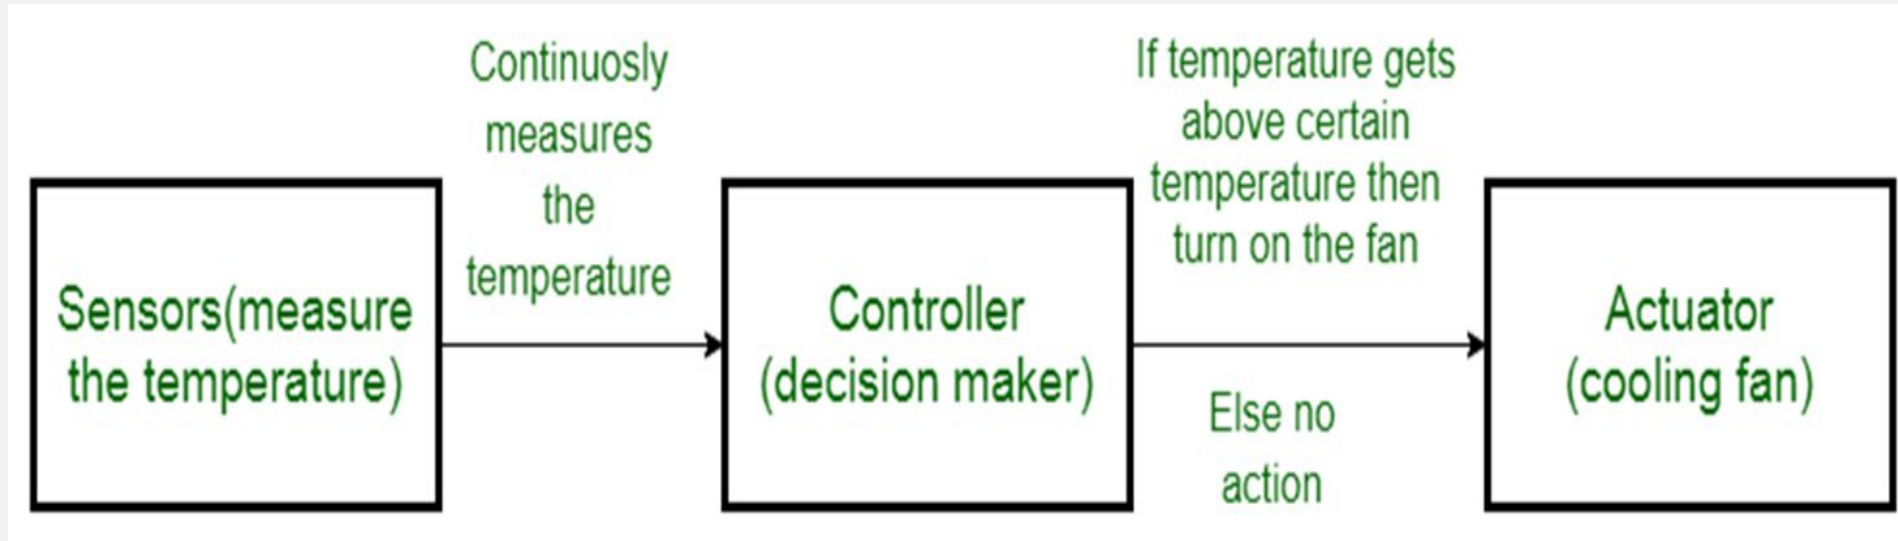 Sensors(measure
the temperature)
Continuosly
measures
the
temperature
Controller
(decision maker)
If temperature gets
above certain
temperature then
turn on the fan
Else no
action
Actuator
(cooling fan)